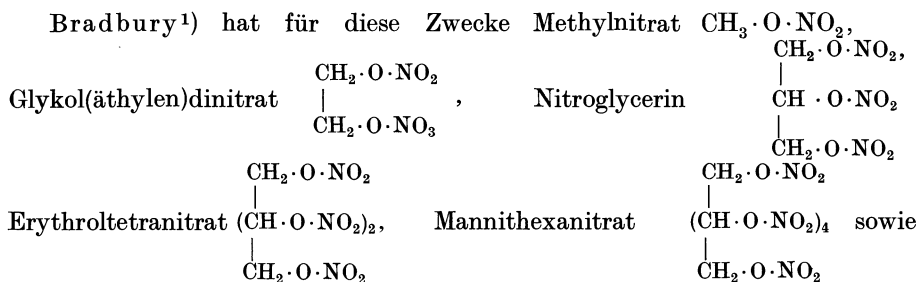 Bradbury¹) hat für diese Zwecke Methylnitrat CH₃·O·NO₂,
CH₂·O·NO₂,
CH₂·O·NO₂
Glykol(äthylen)dinitrat , Nitroglycerin CH·O·NO₂
CH₂·O·NO₃
CH₂·O·NO₂
CH₂·O·NO₂ CH₂·O·NO₂
Erythroltetranitrat (CH·O·NO₂)₂, Mannithexanitrat (CH·O·NO₂)₄ sowie
CH₂·O·NO₂ CH₂·O·NO₂